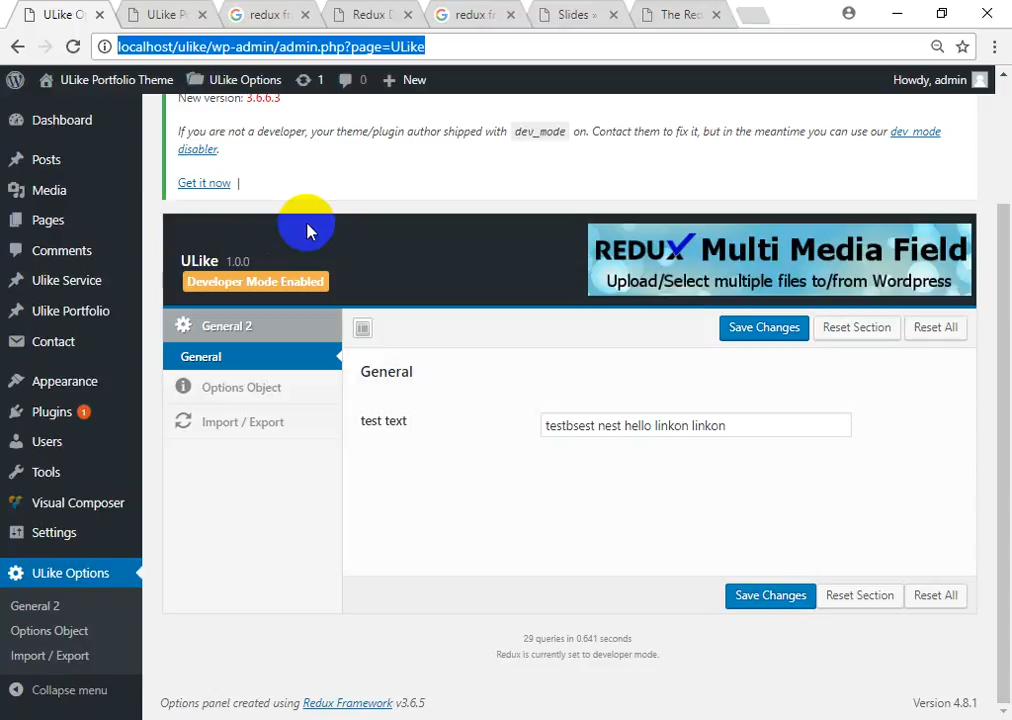 ULike O
ULike P
redux fr
Redux D
redux fr
Slides »
The Red
localhost/ulike/wp-admin/admin.php?page=ULike
ULike Portfolio Theme
ULike Options
1
0
New
Howdy, admin
Dashboard
Posts
Media
Pages
Comments
ULike Service
ULike Portfolio
Contact
Appearance
Plugins 1
Users
Tools
Visual Composer
Settings
ULike Options
General 2
Options Object
Import / Export
Collapse menu
New version: 3.6.6.3
If you are not a developer, your theme/plugin author shipped with dev_mode on. Contact them to fix it, but in the meantime you can use our dev_mode
disabler.
Get it now |
ULike 1.0.0
Developer Mode Enabled
REDUX Multi Media Field
Upload/Select multiple files to/from Wordpress
General 2
General
Options Object
Import / Export
Save Changes
Reset Section
Reset All
General
test text
testbsest nest hello linkon linkon
Save Changes
Reset Section
Reset All
29 queries in 0.641 seconds
Redux is currently set to developer mode.
Options panel created using Redux Framework v3.6.5
Version 4.8.1